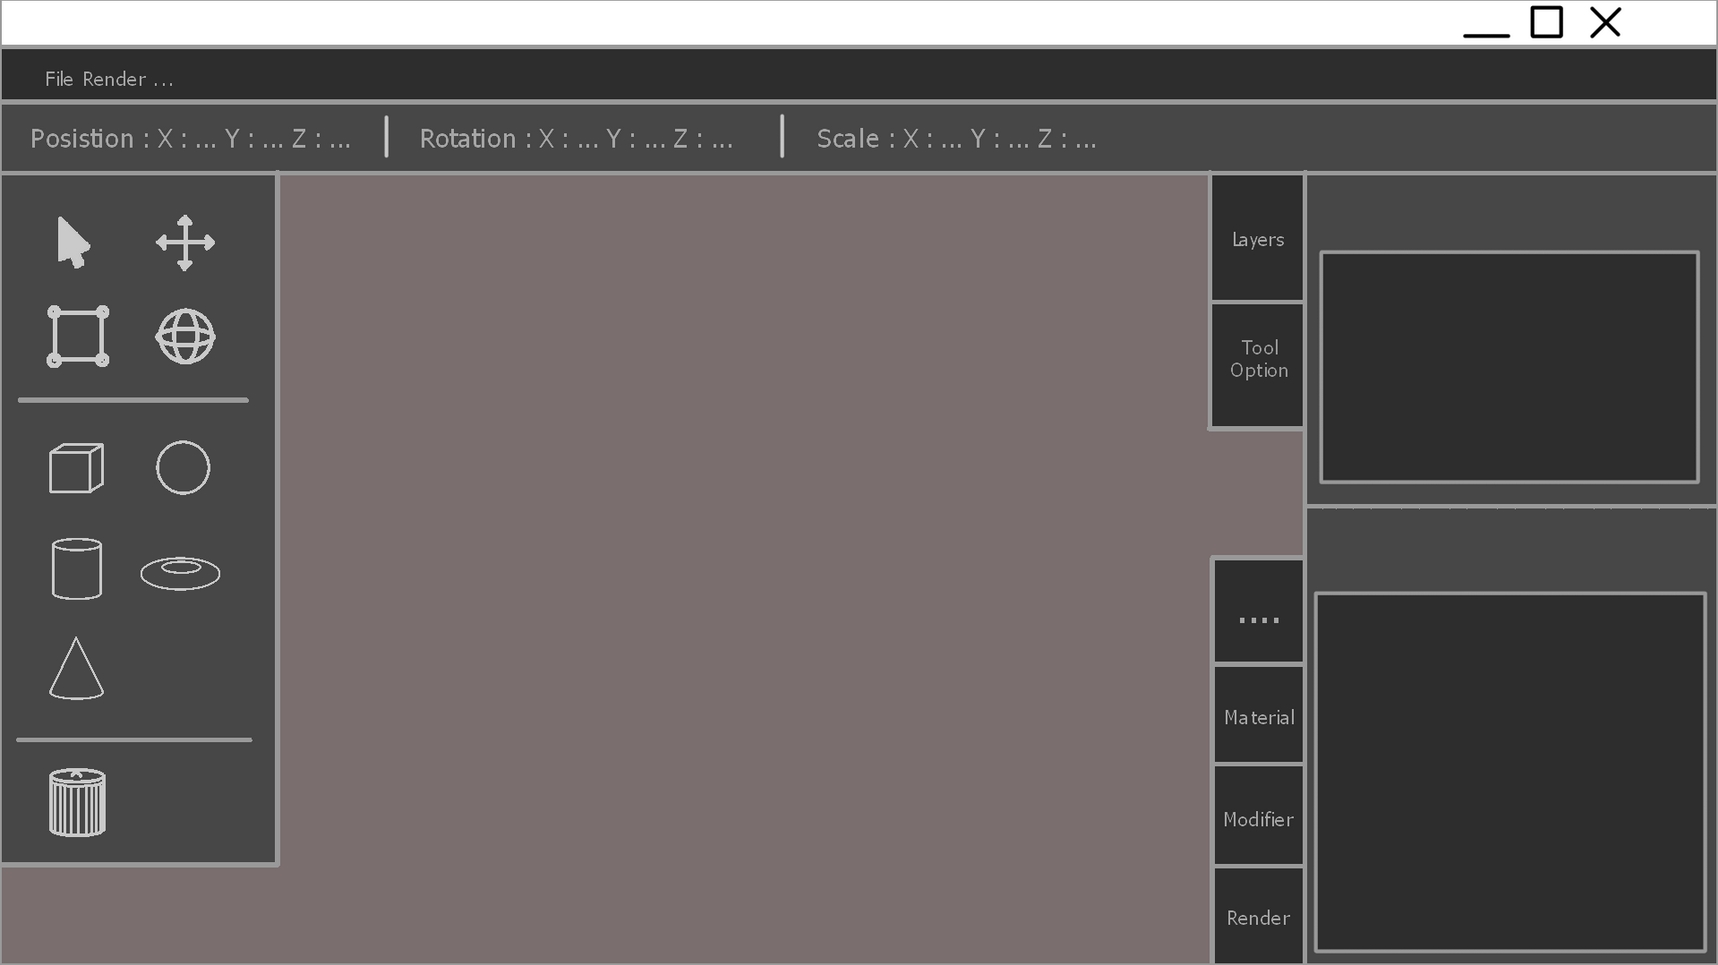 File Render ...
Posistion : X : ... Y : ... Z : ...
Rotation : X : ... Y : ... Z : ...
Scale : X : ... Y : ... Z : ...
Layers
Tool
Option
....
Material
Modifier
Render